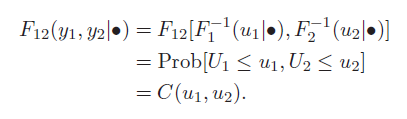 F₁₂(y₁, y₂|●) = F₁₂[F₁⁻¹(u₁|●), F₂⁻¹(u₂|●)]
= Prob[U₁ ≤ u₁, U₂ ≤ u₂]
= C(u₁, u₂).